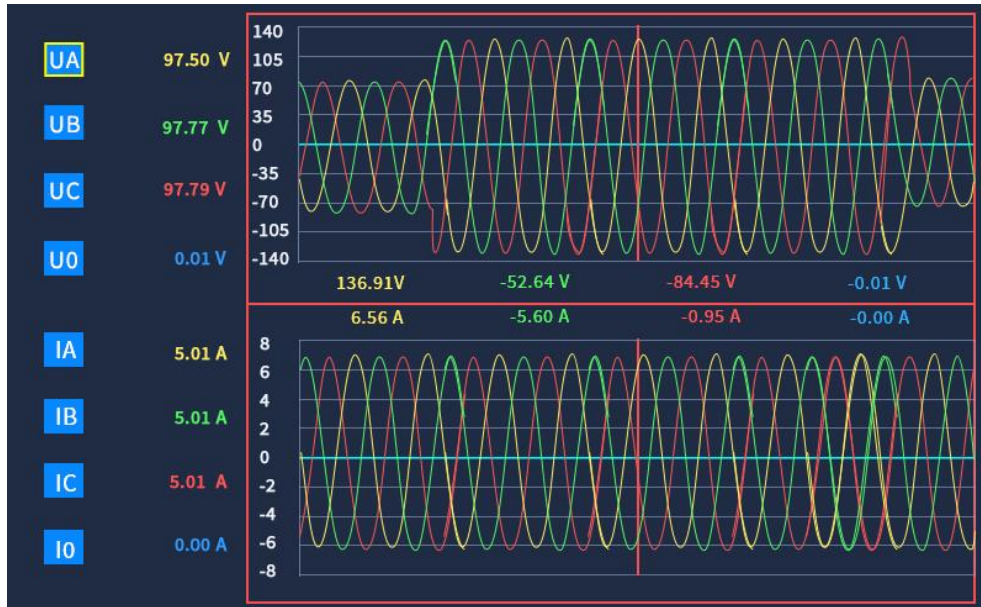 UA 97.50 V
UB 97.77 V
UC 97.79 V
U0 0.01 V
140
105
70
35
0
-35
-70
-105
-140
136.91V -52.64 V -84.45 V -0.01 V
6.56 A -5.60 A -0.95 A -0.00 A
IA 5.01 A
IB 5.01 A
IC 5.01 A
I0 0.00 A
8
6
4
2
0
-2
-4
-6
-8